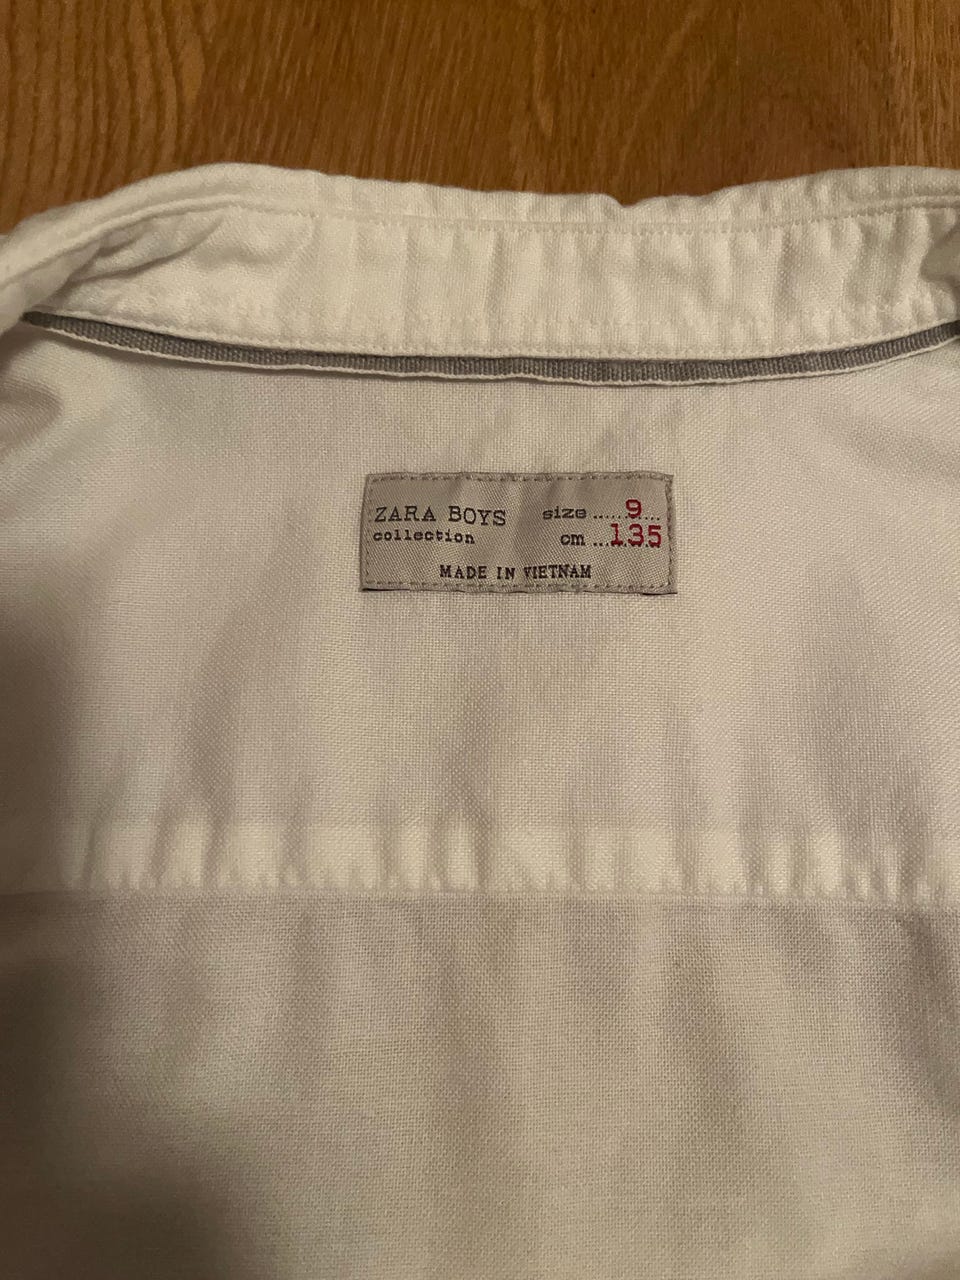 ZARA BOYS size ......9....
collection cm ...135
MADE IN VIETNAM